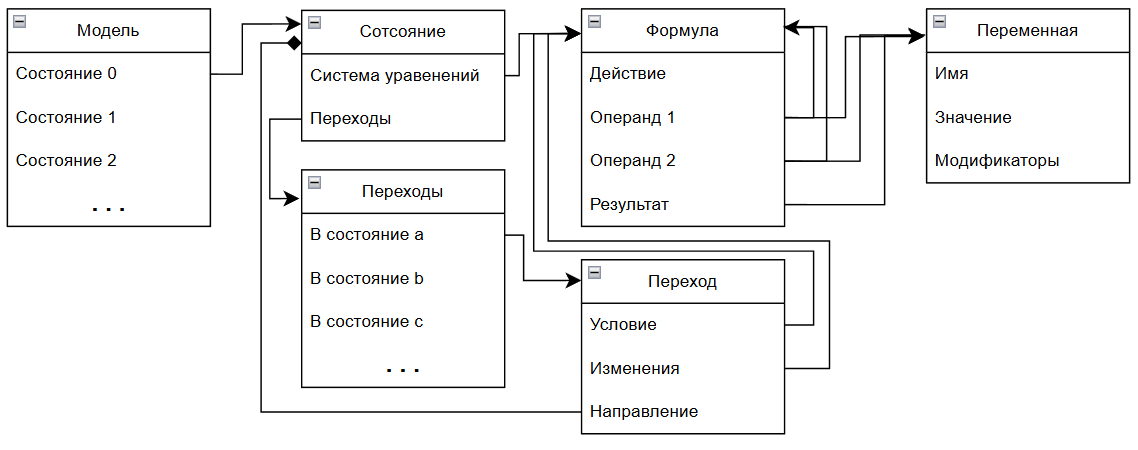 Модель
Состояние 0
Состояние 1
Состояние 2
. . .
Сотсояние
Система уравенений
Переходы
Переходы
В состояние a
В состояние b
В состояние c
. . .
Формула
Действие
Операнд 1
Операнд 2
Результат
Переход
Условие
Изменения
Направление
Переменная
Имя
Значение
Модификаторы